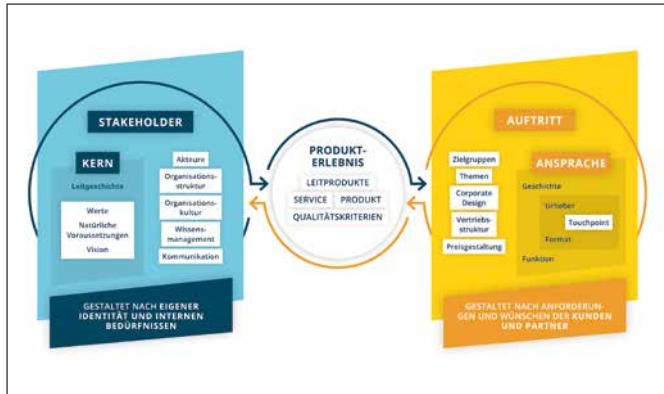 STAKEHOLDER
KERN
Leitgeschichte
Werte
Natürliche
Voraussetzungen
Vision
Akteure
Organisations-
struktur
Organisations-
kultur
Wissens-
management
Kommunikation
GESTALTET NACH EIGENER
IDENTITÄT UND INTERNEN
BEDÜRFNISSEN
PRODUKT-
ERLEBNIS
LEITPRODUKTE
SERVICE PRODUKT
QUALITÄTSKRITERIEN
AUFTRITT
Zielgruppen
Themen
Corporate
Design
Vertriebs-
struktur
Preisgestaltung
ANSPRACHE
Geschichte
Urheber
Touchpoint
Format
Funktion
GESTALTET NACH ANFORDERUN-
GEN UND WÜNSCHEN DER KUNDEN
UND PARTNER